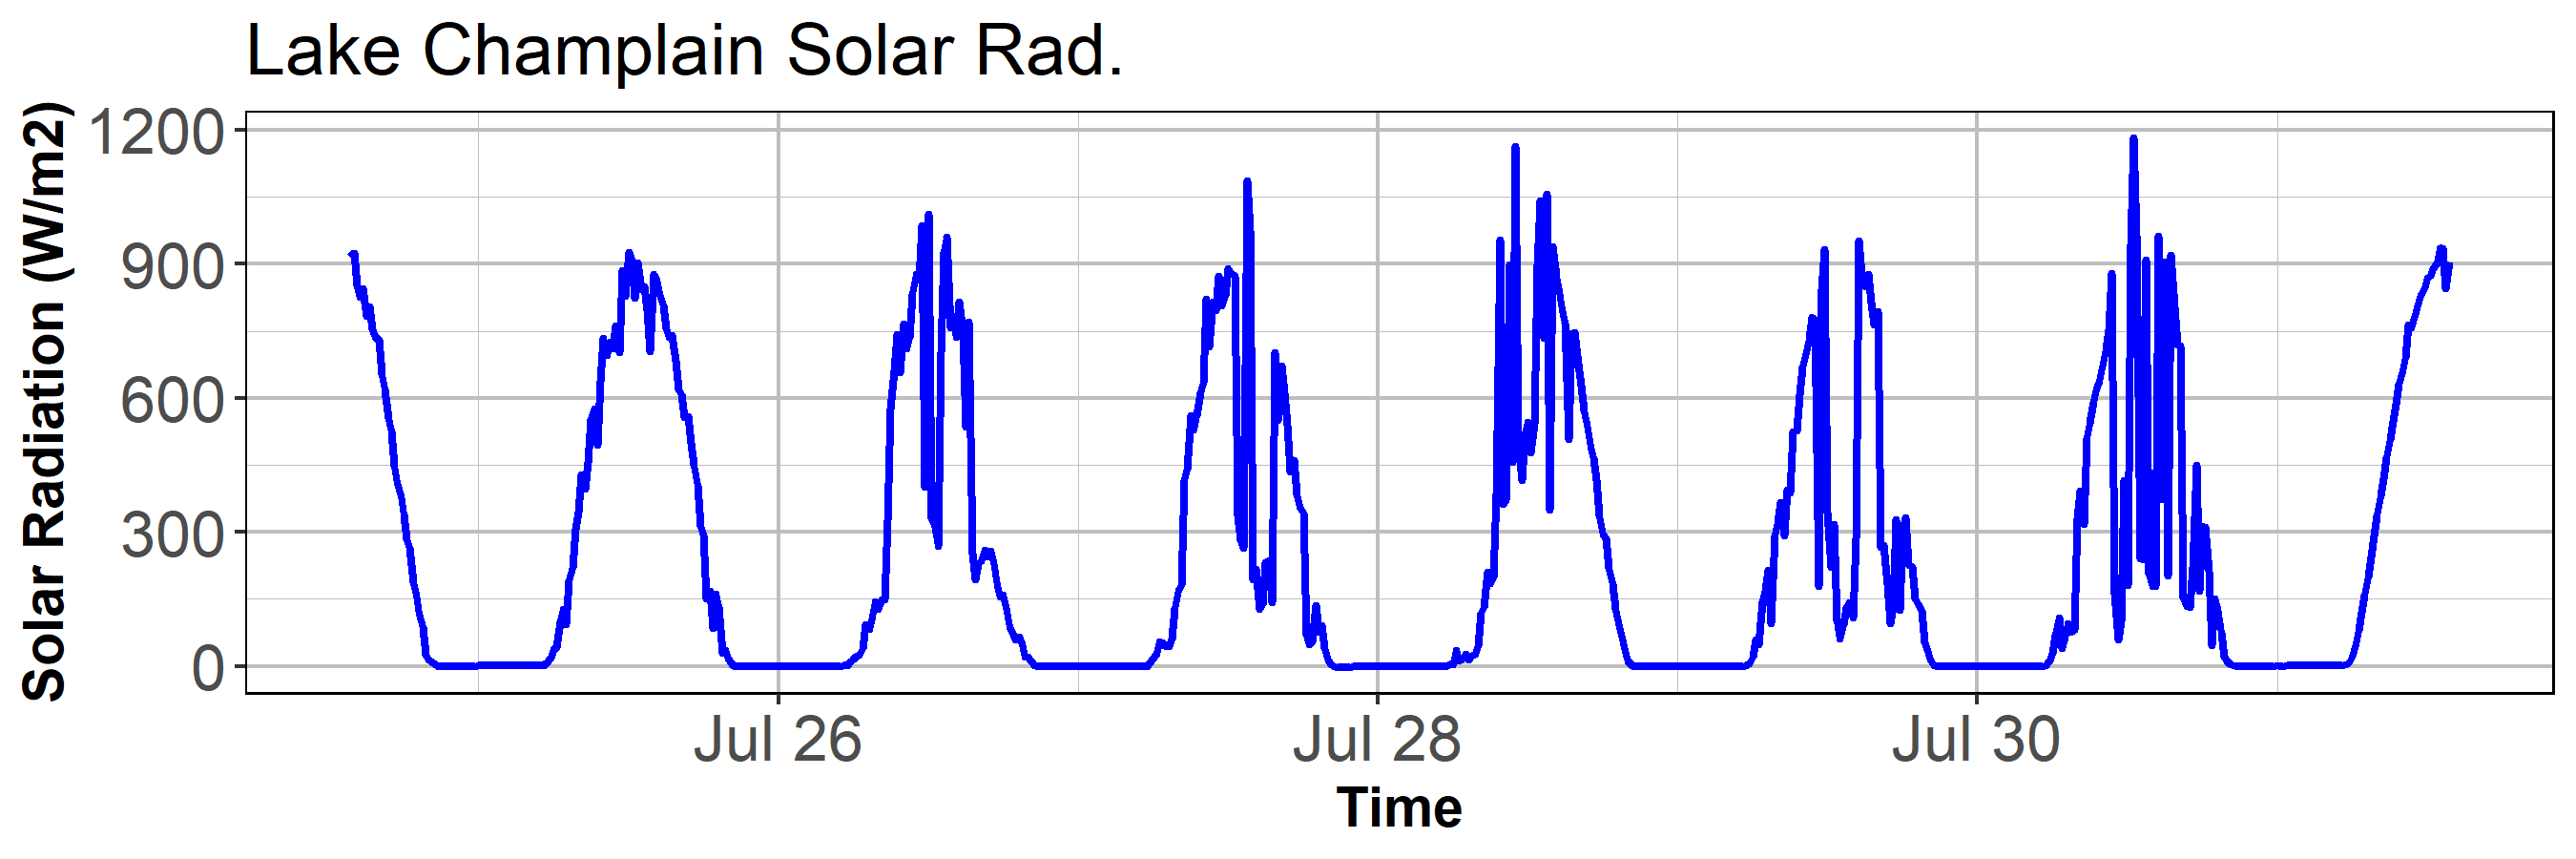 Lake Champlain Solar Rad.
Solar Radiation (W/m2)
1200
900
600
300
0
Jul 26 Jul 28 Jul 30
Time